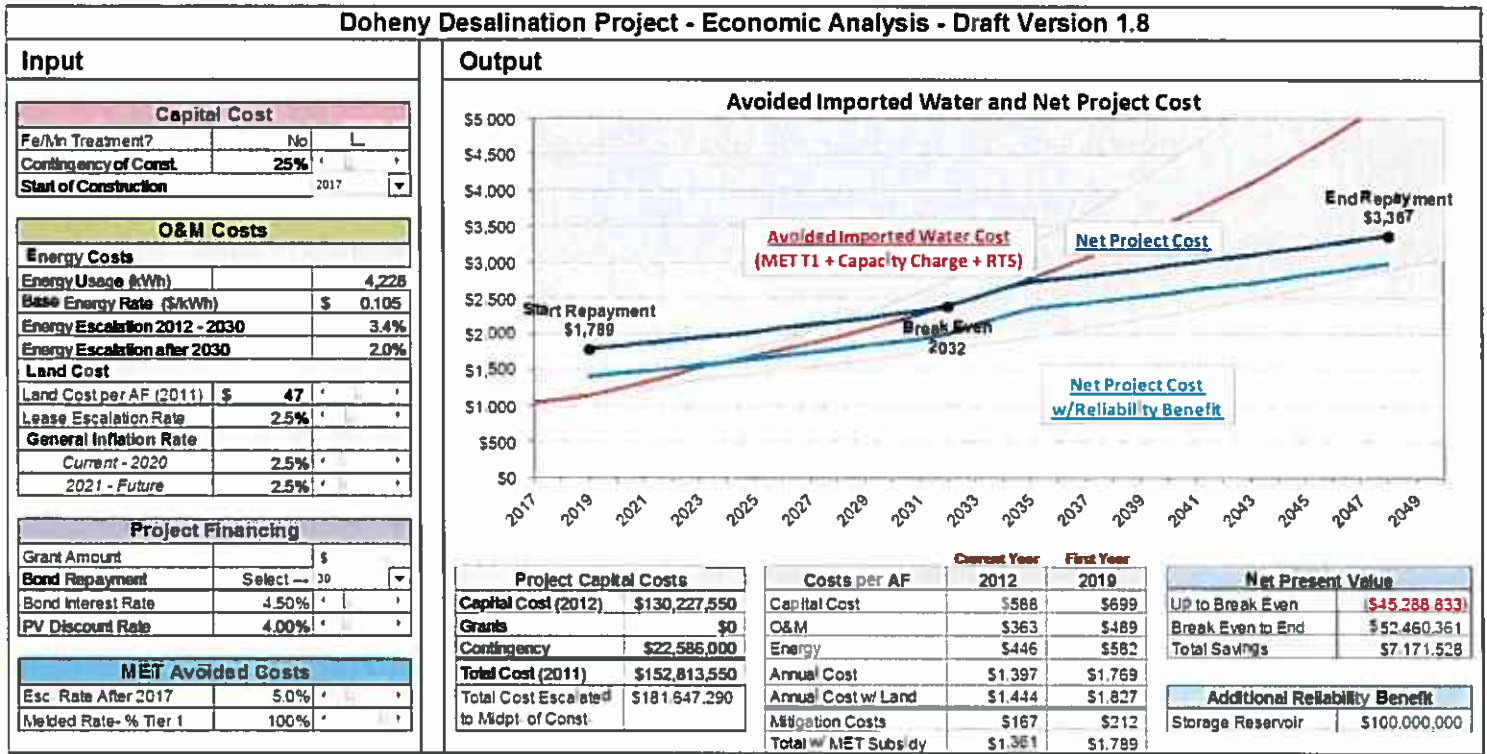 Doheny Desalination Project - Economic Analysis - Draft Version 1.8
Input
Capital Cost
Fe/Mn Treatment? No
Contingency of Const. 25%
Start of Construction 2017
O&M Costs
Energy Costs
Energy Usage (kWh) 4,228
Base Energy Rate ($/kWh) $ 0.105
Energy Escalation 2012 - 2030 3.4%
Energy Escalation after 2030 2.0%
Land Cost
Land Cost per AF (2011) $ 47
Lease Escalation Rate 2.5%
General Inflation Rate
Current - 2020 2.5%
2021 - Future 2.5%
Project Financing
Grant Amount $
Bond Repayment Select → 30
Bond Interest Rate 4.50%
PV Discount Rate 4.00%
MET Avoided Costs
Esc. Rate After 2017 5.0%
Melded Rate- % Tier 1 100%
Output
Avoided Imported Water and Net Project Cost
$5,000
$4,500
$4,000
$3,500
$3,000
$2,500
$2,000
$1,500
$1,000
$500
$0
Avoided Imported Water Cost
(MET T1 + Capacity Charge + RTS)
Net Project Cost
End Repayment
$3,367
Start Repayment
$1,789
Break Even
2032
Net Project Cost
w/Reliability Benefit
2017 2019 2021 2023 2025 2027 2029 2031 2033 2035 2037 2039 2041 2043 2045 2047 2049
Project Capital Costs
Capital Cost (2012) $130,227,550
Grants $0
Contingency $22,586,000
Total Cost (2011) $152,813,550
Total Cost Escalated $181,647,290
to Midpt. of Const.
Current Year First Year
Costs per AF 2012 2019
Capital Cost $588 $699
O&M $363 $489
Energy $446 $582
Annual Cost $1,397 $1,769
Annual Cost w/ Land $1,444 $1,827
Mitigation Costs $167 $212
Total w/ MET Subsidy $1,361 $1,789
Net Present Value
Up to Break Even ($45,288,833)
Break Even to End $52,460,361
Total Savings $7,171,528
Additional Reliability Benefit
Storage Reservoir $100,000,000